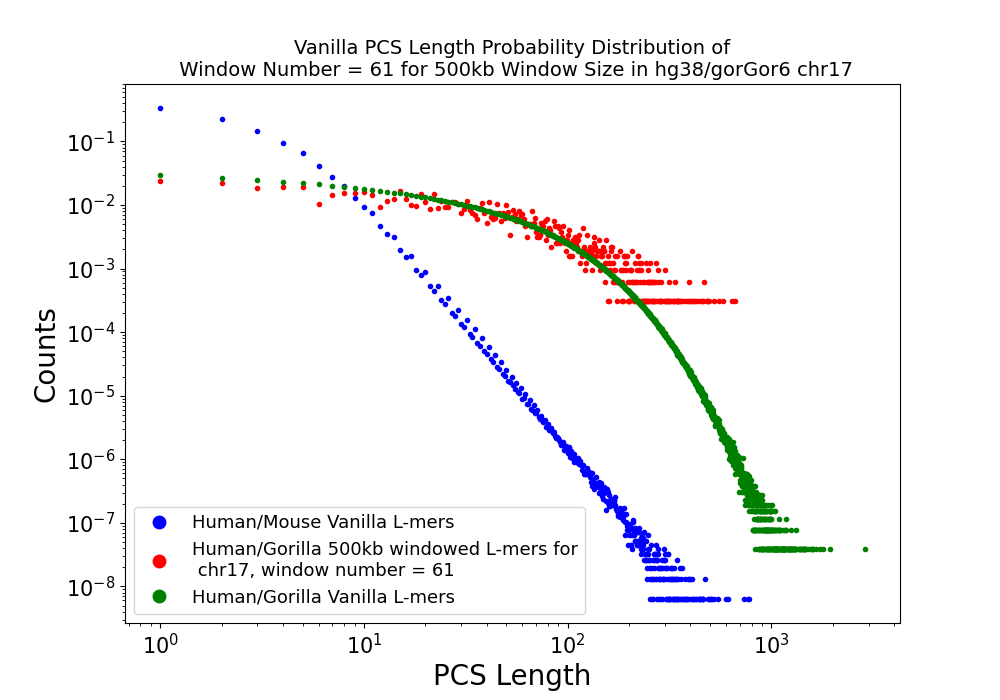 Vanilla PCS Length Probability Distribution of
Window Number = 61 for 500kb Window Size in hg38/gorGor6 chr17
Counts
10⁻¹
10⁻²
10⁻³
10⁻⁴
10⁻⁵
10⁻⁶
10⁻⁷
10⁻⁸
Human/Mouse Vanilla L-mers
Human/Gorilla 500kb windowed L-mers for
chr17, window number = 61
Human/Gorilla Vanilla L-mers
10⁰ 10¹ 10² 10³
PCS Length